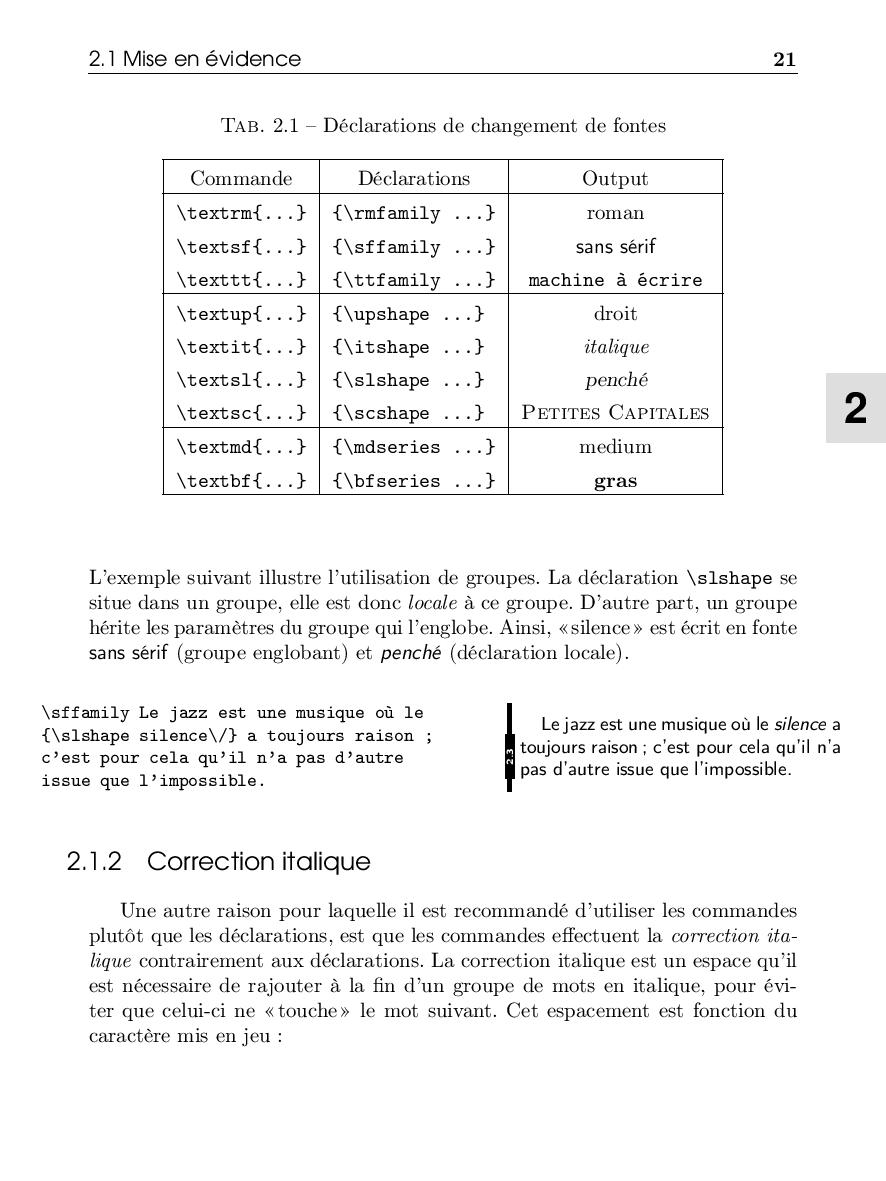 2.1 Mise en évidence 21
Tab. 2.1 – Déclarations de changement de fontes
Commande Déclarations Output
\textrm{...} {\rmfamily ...} roman
\textsf{...} {\sffamily ...} sans sérif
\texttt{...} {\ttfamily ...} machine à écrire
\textup{...} {\upshape ...} droit
\textit{...} {\itshape ...} italique
\textsl{...} {\slshape ...} penché
\textsc{...} {\scshape ...} Petites Capitales
\textmd{...} {\mdseries ...} medium
\textbf{...} {\bfseries ...} gras
2
L'exemple suivant illustre l'utilisation de groupes. La déclaration \slshape se
situe dans un groupe, elle est donc locale à ce groupe. D'autre part, un groupe
hérite les paramètres du groupe qui l'englobe. Ainsi, «silence» est écrit en fonte
sans sérif (groupe englobant) et penché (déclaration locale).
\sffamily Le jazz est une musique où le
{\slshape silence\/} a toujours raison ;
c'est pour cela qu'il n'a pas d'autre
issue que l'impossible.
2.3
Le jazz est une musique où le silence a
toujours raison ; c'est pour cela qu'il n'a
pas d'autre issue que l'impossible.
2.1.2 Correction italique
Une autre raison pour laquelle il est recommandé d'utiliser les commandes
plutôt que les déclarations, est que les commandes effectuent la correction ita-
lique contrairement aux déclarations. La correction italique est un espace qu'il
est nécessaire de rajouter à la fin d'un groupe de mots en italique, pour évi-
ter que celui-ci ne «touche» le mot suivant. Cet espacement est fonction du
caractère mis en jeu :